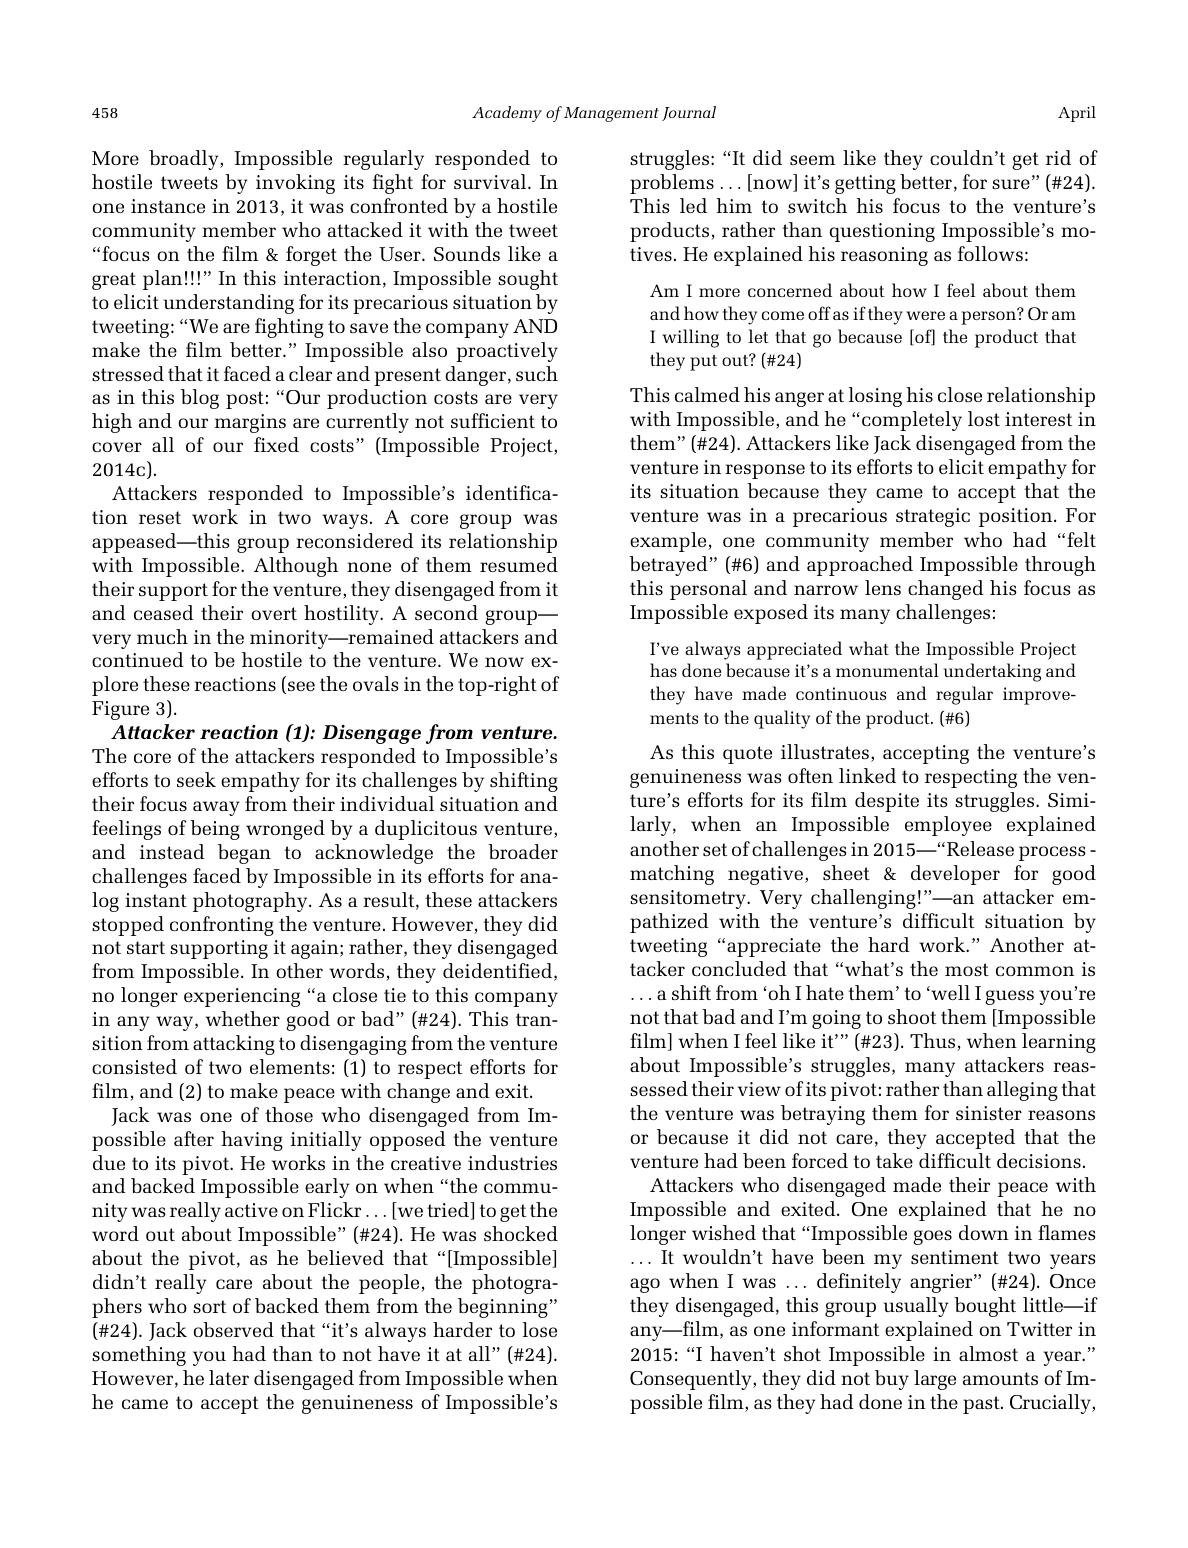 458
Academy of Management Journal
April
More broadly, Impossible regularly responded to
hostile tweets by invoking its fight for survival. In
one instance in 2013, it was confronted by a hostile
community member who attacked it with the tweet
“focus on the film & forget the User. Sounds like a
great plan!!!” In this interaction, Impossible sought
to elicit understanding for its precarious situation by
tweeting: “We are fighting to save the company AND
make the film better.” Impossible also proactively
stressed that it faced a clear and present danger, such
as in this blog post: “Our production costs are very
high and our margins are currently not sufficient to
cover all of our fixed costs” (Impossible Project,
2014c).
Attackers responded to Impossible’s identifica-
tion reset work in two ways. A core group was
appeased—this group reconsidered its relationship
with Impossible. Although none of them resumed
their support for the venture, they disengaged from it
and ceased their overt hostility. A second group—
very much in the minority—remained attackers and
continued to be hostile to the venture. We now ex-
plore these reactions (see the ovals in the top-right of
Figure 3).
Attacker reaction (1): Disengage from venture.
The core of the attackers responded to Impossible’s
efforts to seek empathy for its challenges by shifting
their focus away from their individual situation and
feelings of being wronged by a duplicitous venture,
and instead began to acknowledge the broader
challenges faced by Impossible in its efforts for ana-
log instant photography. As a result, these attackers
stopped confronting the venture. However, they did
not start supporting it again; rather, they disengaged
from Impossible. In other words, they deidentified,
no longer experiencing “a close tie to this company
in any way, whether good or bad” (#24). This tran-
sition from attacking to disengaging from the venture
consisted of two elements: (1) to respect efforts for
film, and (2) to make peace with change and exit.
Jack was one of those who disengaged from Im-
possible after having initially opposed the venture
due to its pivot. He works in the creative industries
and backed Impossible early on when “the commu-
nity was really active on Flickr . . . [we tried] to get the
word out about Impossible” (#24). He was shocked
about the pivot, as he believed that “[Impossible]
didn’t really care about the people, the photogra-
phers who sort of backed them from the beginning”
(#24). Jack observed that “it’s always harder to lose
something you had than to not have it at all” (#24).
However, he later disengaged from Impossible when
he came to accept the genuineness of Impossible’s
struggles: “It did seem like they couldn’t get rid of
problems . . . [now] it’s getting better, for sure” (#24).
This led him to switch his focus to the venture’s
products, rather than questioning Impossible’s mo-
tives. He explained his reasoning as follows:
Am I more concerned about how I feel about them
and how they come off as if they were a person? Or am
I willing to let that go because [of] the product that
they put out? (#24)
This calmed his anger at losing his close relationship
with Impossible, and he “completely lost interest in
them” (#24). Attackers like Jack disengaged from the
venture in response to its efforts to elicit empathy for
its situation because they came to accept that the
venture was in a precarious strategic position. For
example, one community member who had “felt
betrayed” (#6) and approached Impossible through
this personal and narrow lens changed his focus as
Impossible exposed its many challenges:
I’ve always appreciated what the Impossible Project
has done because it’s a monumental undertaking and
they have made continuous and regular improve-
ments to the quality of the product. (#6)
As this quote illustrates, accepting the venture’s
genuineness was often linked to respecting the ven-
ture’s efforts for its film despite its struggles. Simi-
larly, when an Impossible employee explained
another set of challenges in 2015—“Release process -
matching negative, sheet & developer for good
sensitometry. Very challenging!”—an attacker em-
pathized with the venture’s difficult situation by
tweeting “appreciate the hard work.” Another at-
tacker concluded that “what’s the most common is
. . . a shift from ‘oh I hate them’ to ‘well I guess you’re
not that bad and I’m going to shoot them [Impossible
film] when I feel like it’” (#23). Thus, when learning
about Impossible’s struggles, many attackers reas-
sessed their view of its pivot: rather than alleging that
the venture was betraying them for sinister reasons
or because it did not care, they accepted that the
venture had been forced to take difficult decisions.
Attackers who disengaged made their peace with
Impossible and exited. One explained that he no
longer wished that “Impossible goes down in flames
. . . It wouldn’t have been my sentiment two years
ago when I was . . . definitely angrier” (#24). Once
they disengaged, this group usually bought little—if
any—film, as one informant explained on Twitter in
2015: “I haven’t shot Impossible in almost a year.”
Consequently, they did not buy large amounts of Im-
possible film, as they had done in the past. Crucially,